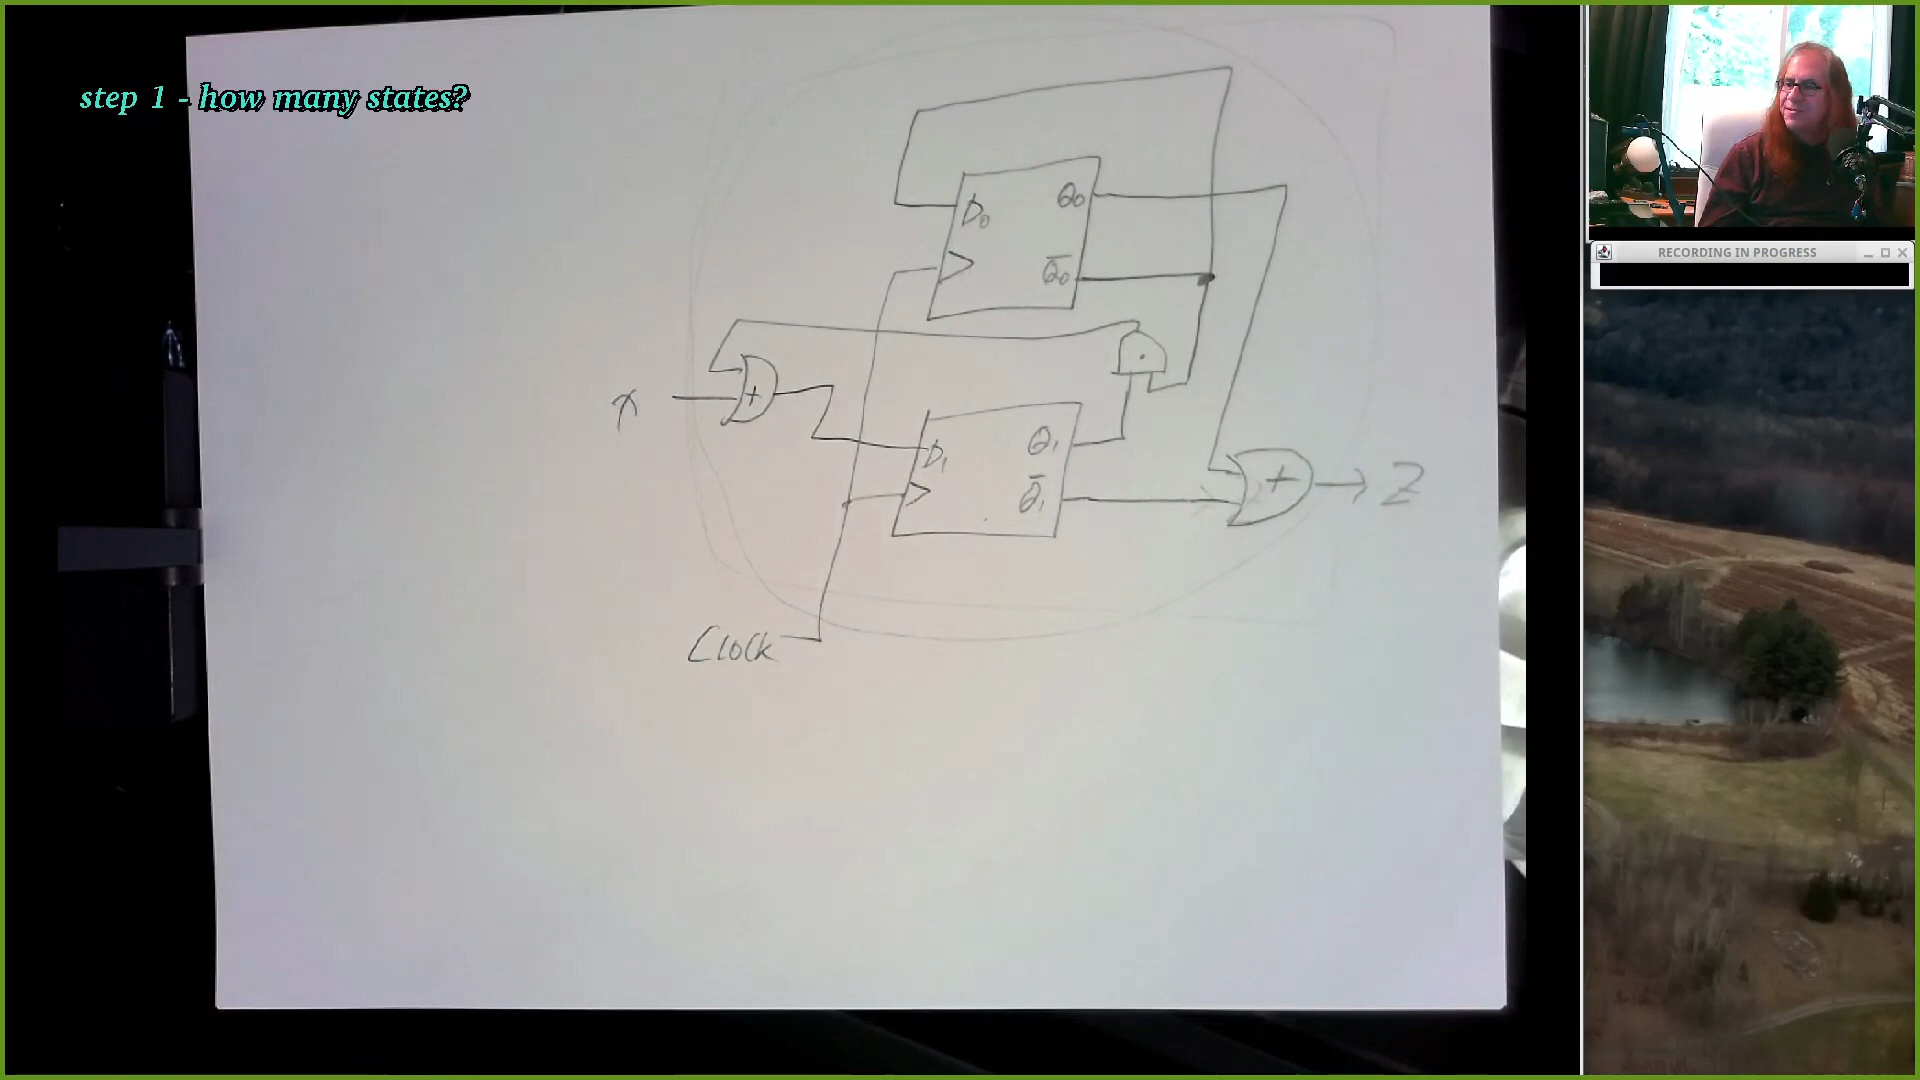 step 1 - how many states?
RECORDING IN PROGRESS
D₀
Q₀
Q̅₀
x
+
·
D₁
Q₁
Q̅₁
+
Z
Clock